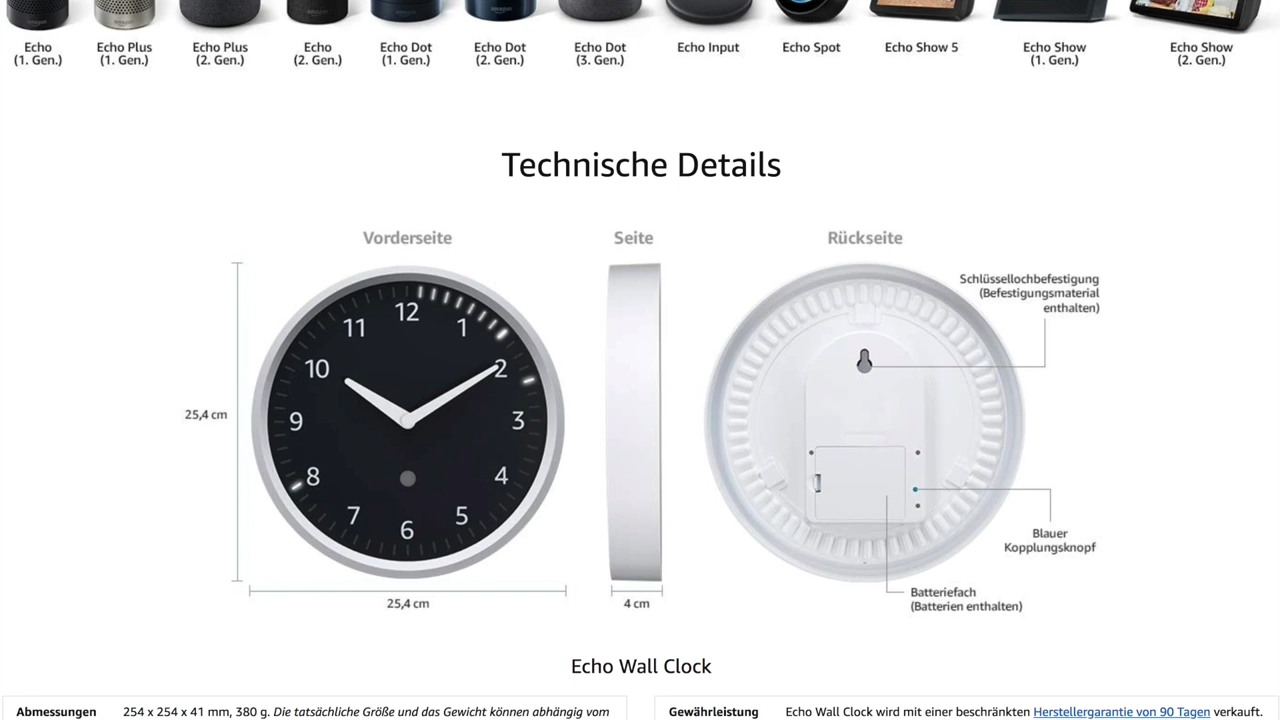 Echo
(1. Gen.)
Echo Plus
(1. Gen.)
Echo Plus
(2. Gen.)
Echo
(2. Gen.)
Echo Dot
(1. Gen.)
Echo Dot
(2. Gen.)
Echo Dot
(3. Gen.)
Echo Input
Echo Spot
Echo Show 5
Echo Show
(1. Gen.)
Echo Show
(2. Gen.)
Technische Details
Vorderseite
Seite
Rückseite
Schlüssellochbefestigung
(Befestigungsmaterial
enthalten)
12
11
1
10
2
25,4 cm
9
3
8
4
7
5
6
Blauer
Kopplungsknopf
25,4 cm
4 cm
Batteriefach
(Batterien enthalten)
Echo Wall Clock
Abmessungen
254 x 254 x 41 mm, 380 g. Die tatsächliche Größe und das Gewicht können abhängig vom
Gewährleistung
Echo Wall Clock wird mit einer beschränkten Herstellergarantie von 90 Tagen verkauft.